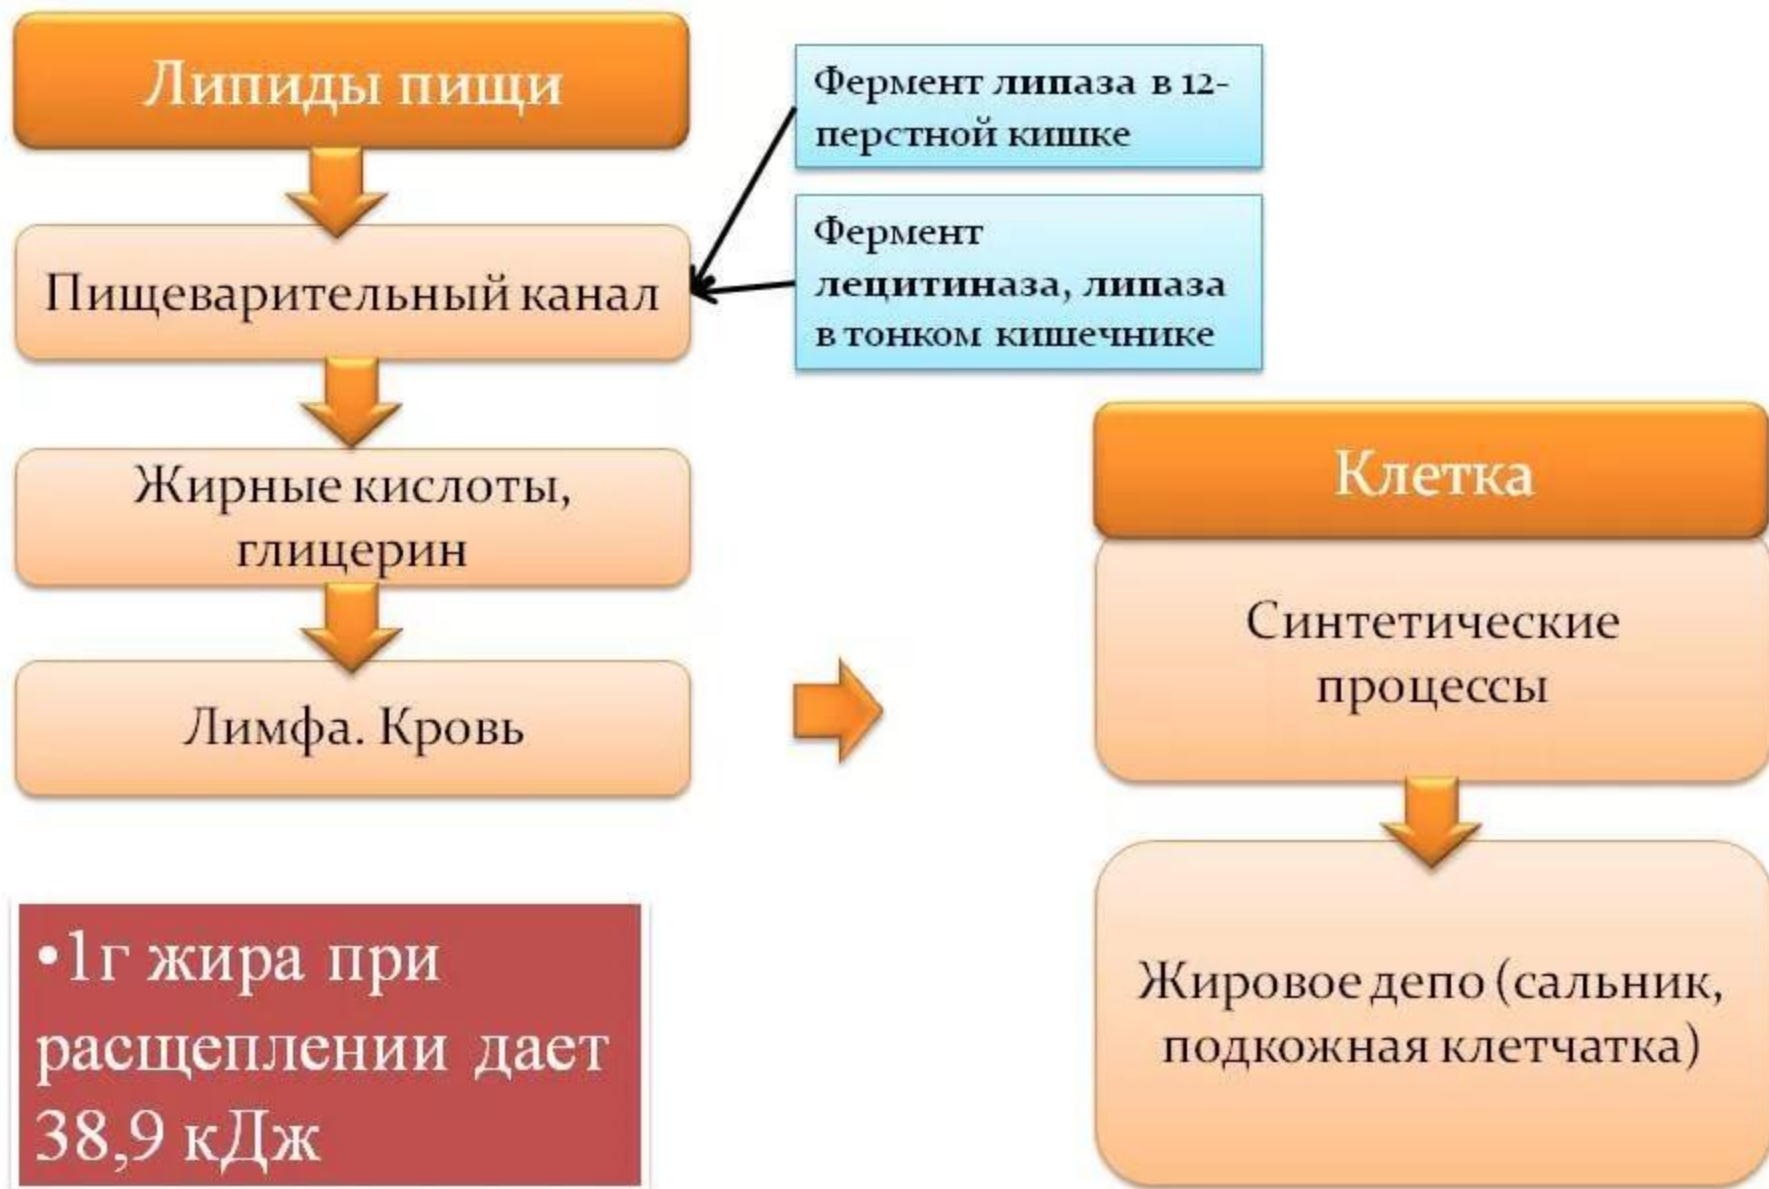 Липиды пищи
Фермент липаза в 12-
перстной кишке
Пищеварительный канал
Фермент
лецитиназа, липаза
в тонком кишечнике
Жирные кислоты,
глицерин
Лимфа. Кровь
Клетка
Синтетические
процессы
Жировое депо (сальник,
подкожная клетчатка)
•1г жира при
расщеплении дает
38,9 кДж